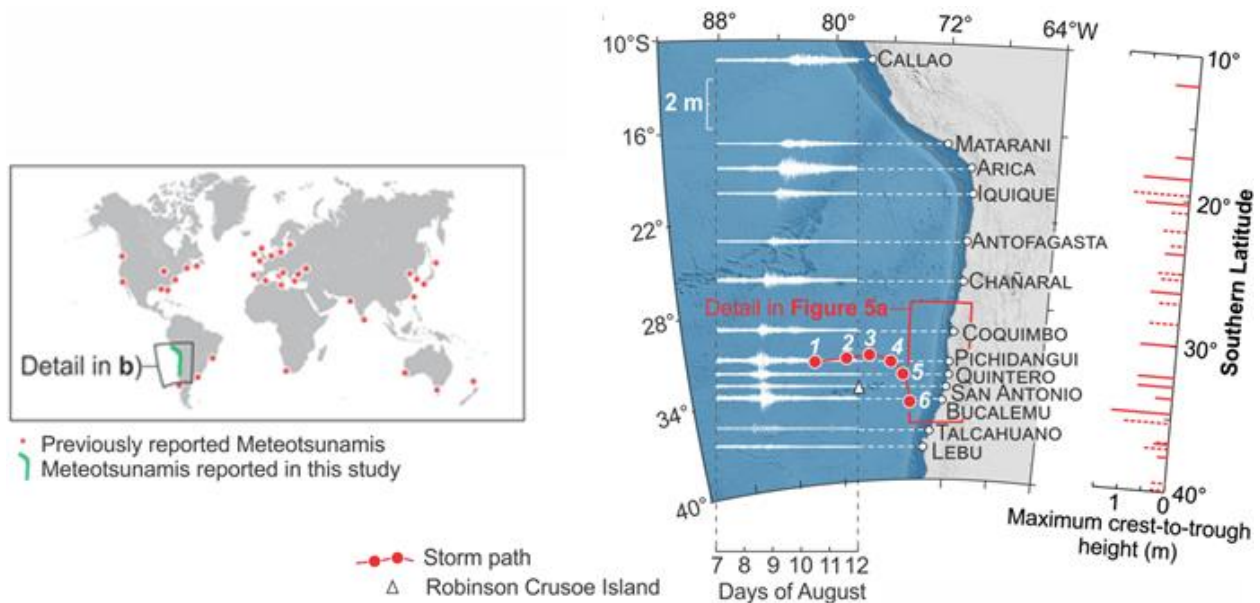 Detail in b)
Previously reported Meteotsunamis
Meteotsunamis reported in this study
88° 80° 72° 64°W
10°S
16°
22°
28°
34°
40°
2 m
CALLAO
MATARANI
ARICA
IQUIQUE
ANTOFAGASTA
CHAÑARAL
Detail in Figure 5a
COQUIMBO
PICHIDANGUI
QUINTERO
SAN ANTONIO
BUCALEMU
TALCAHUANO
LEBU
1 2 3 4 5 6
7 8 9 10 11 12
Days of August
Storm path
Robinson Crusoe Island
10°
20°
30°
40°
Southern Latitude
1 0
Maximum crest-to-trough
height (m)